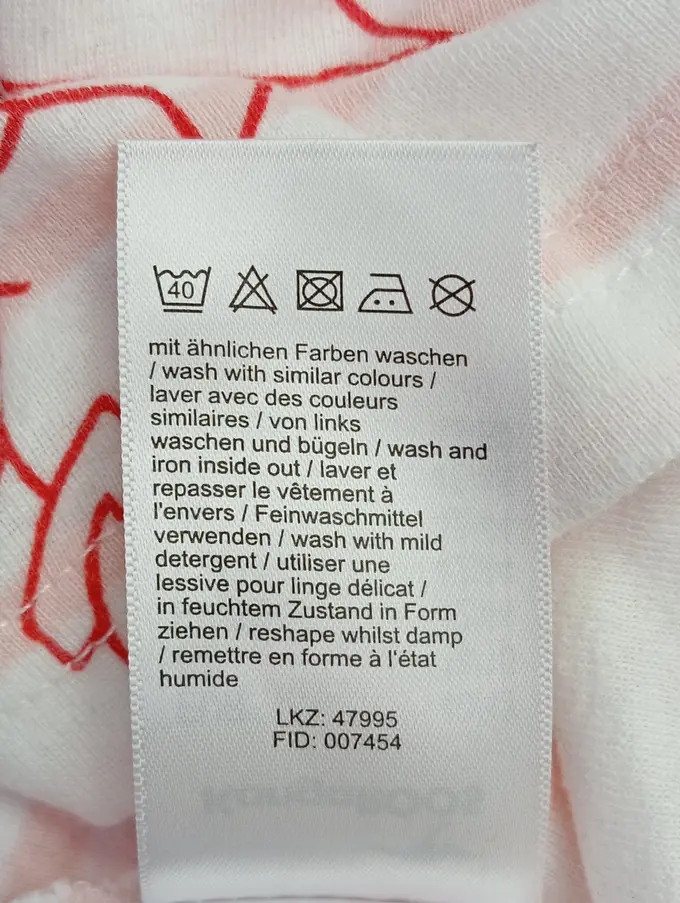 40
mit ähnlichen Farben waschen
/ wash with similar colours /
laver avec des couleurs
similaires / von links
waschen und bügeln / wash and
iron inside out / laver et
repasser le vêtement à
l'envers / Feinwaschmittel
verwenden / wash with mild
detergent / utiliser une
lessive pour linge délicat /
in feuchtem Zustand in Form
ziehen / reshape whilst damp
/ remettre en forme à l'état
humide
LKZ: 47995
FID: 007454